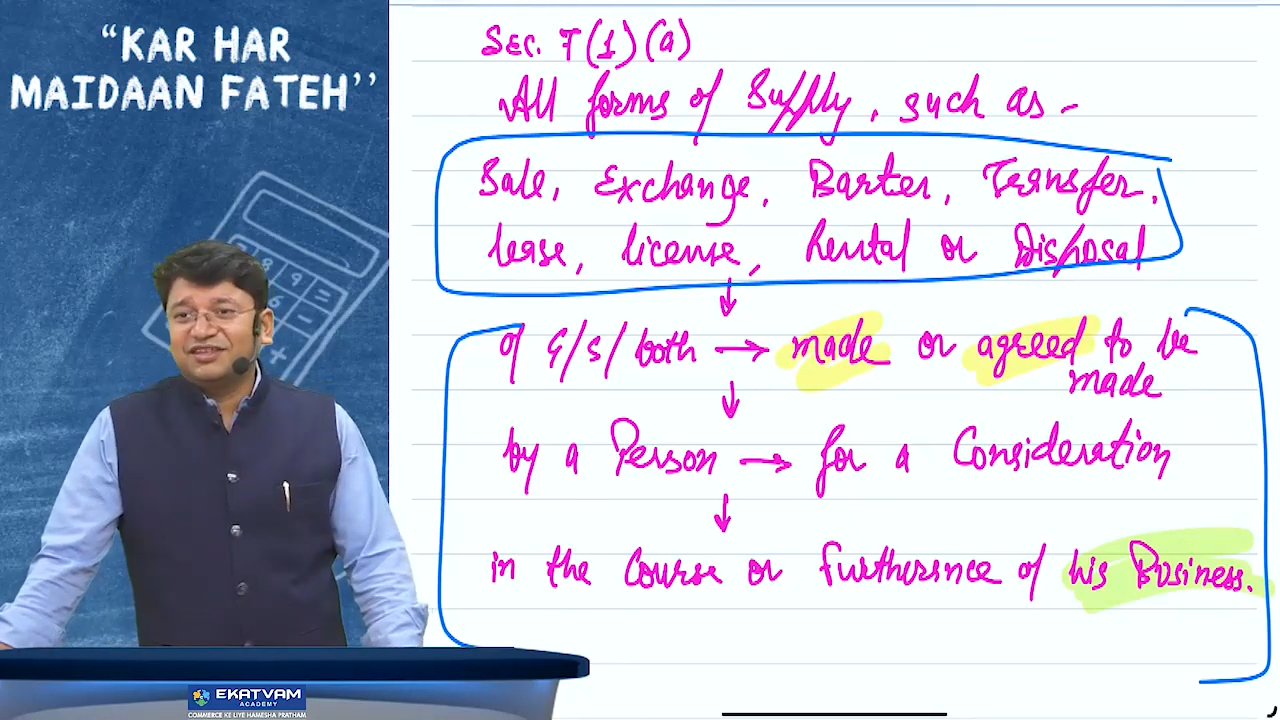 “KAR HAR
MAIDAAN FATEH’’
Sec. 7(1)(a)
All forms of Supply, such as -
Sale, Exchange, Barter, Transfer,
lease, license, Rental or Disposal
of G/S/both → made or agreed to be
made
by a Person → for a Consideration
in the Course or furtherance of his Business.
EKATVAM
ACADEMY
COMMERCE KE LIYE HAMESHA PRATHAM